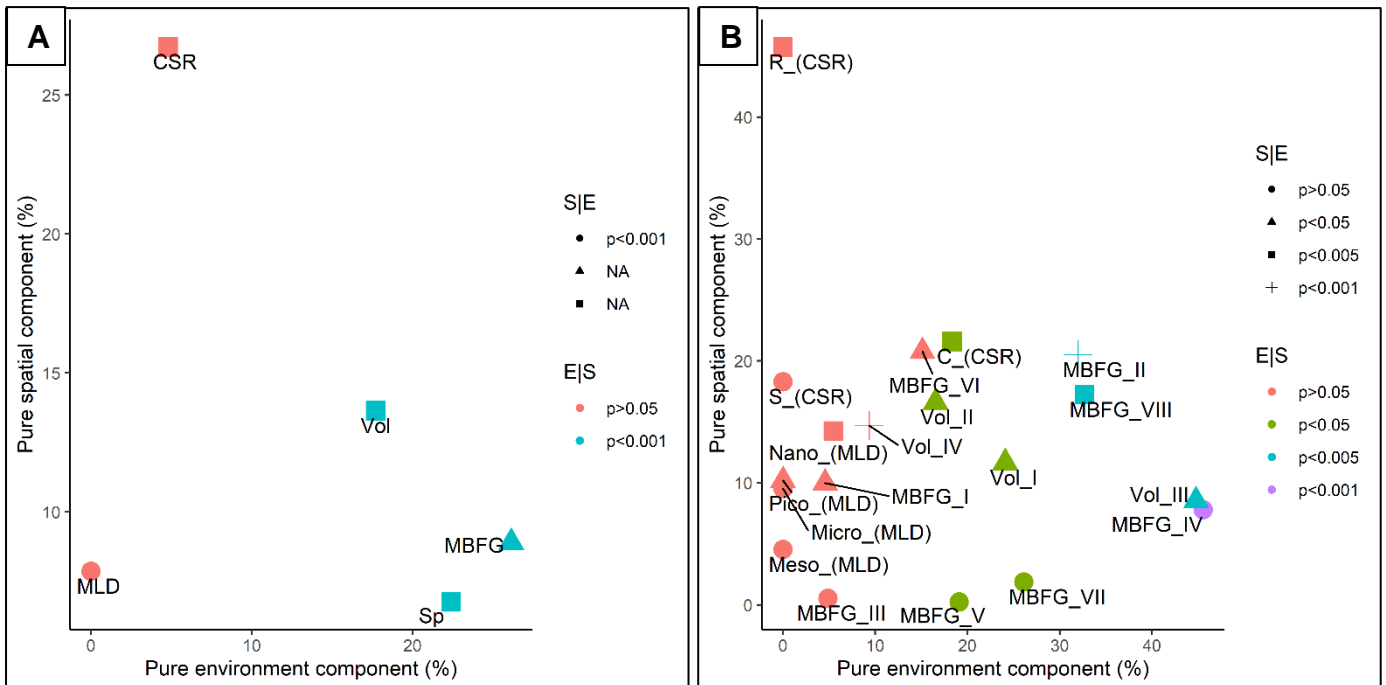 A
CSR
Vol
MBFG
MLD
Sp
25
20
15
10
0
10
20
Pure spatial component (%)
Pure environment component (%)
S|E
p<0.001
NA
NA
E|S
p>0.05
p<0.001
B
R_(CSR)
C_(CSR)
MBFG_VI
MBFG_II
S_(CSR)
MBFG_VIII
Vol_II
Nano_(MLD)
Vol_IV
Vol_I
Pico_(MLD)
MBFG_I
Vol_III
Micro_(MLD)
MBFG_IV
Meso_(MLD)
MBFG_III
MBFG_V
MBFG_VII
40
30
20
10
0
0
10
20
30
40
Pure spatial component (%)
Pure environment component (%)
S|E
p>0.05
p<0.05
p<0.005
p<0.001
E|S
p>0.05
p<0.05
p<0.005
p<0.001